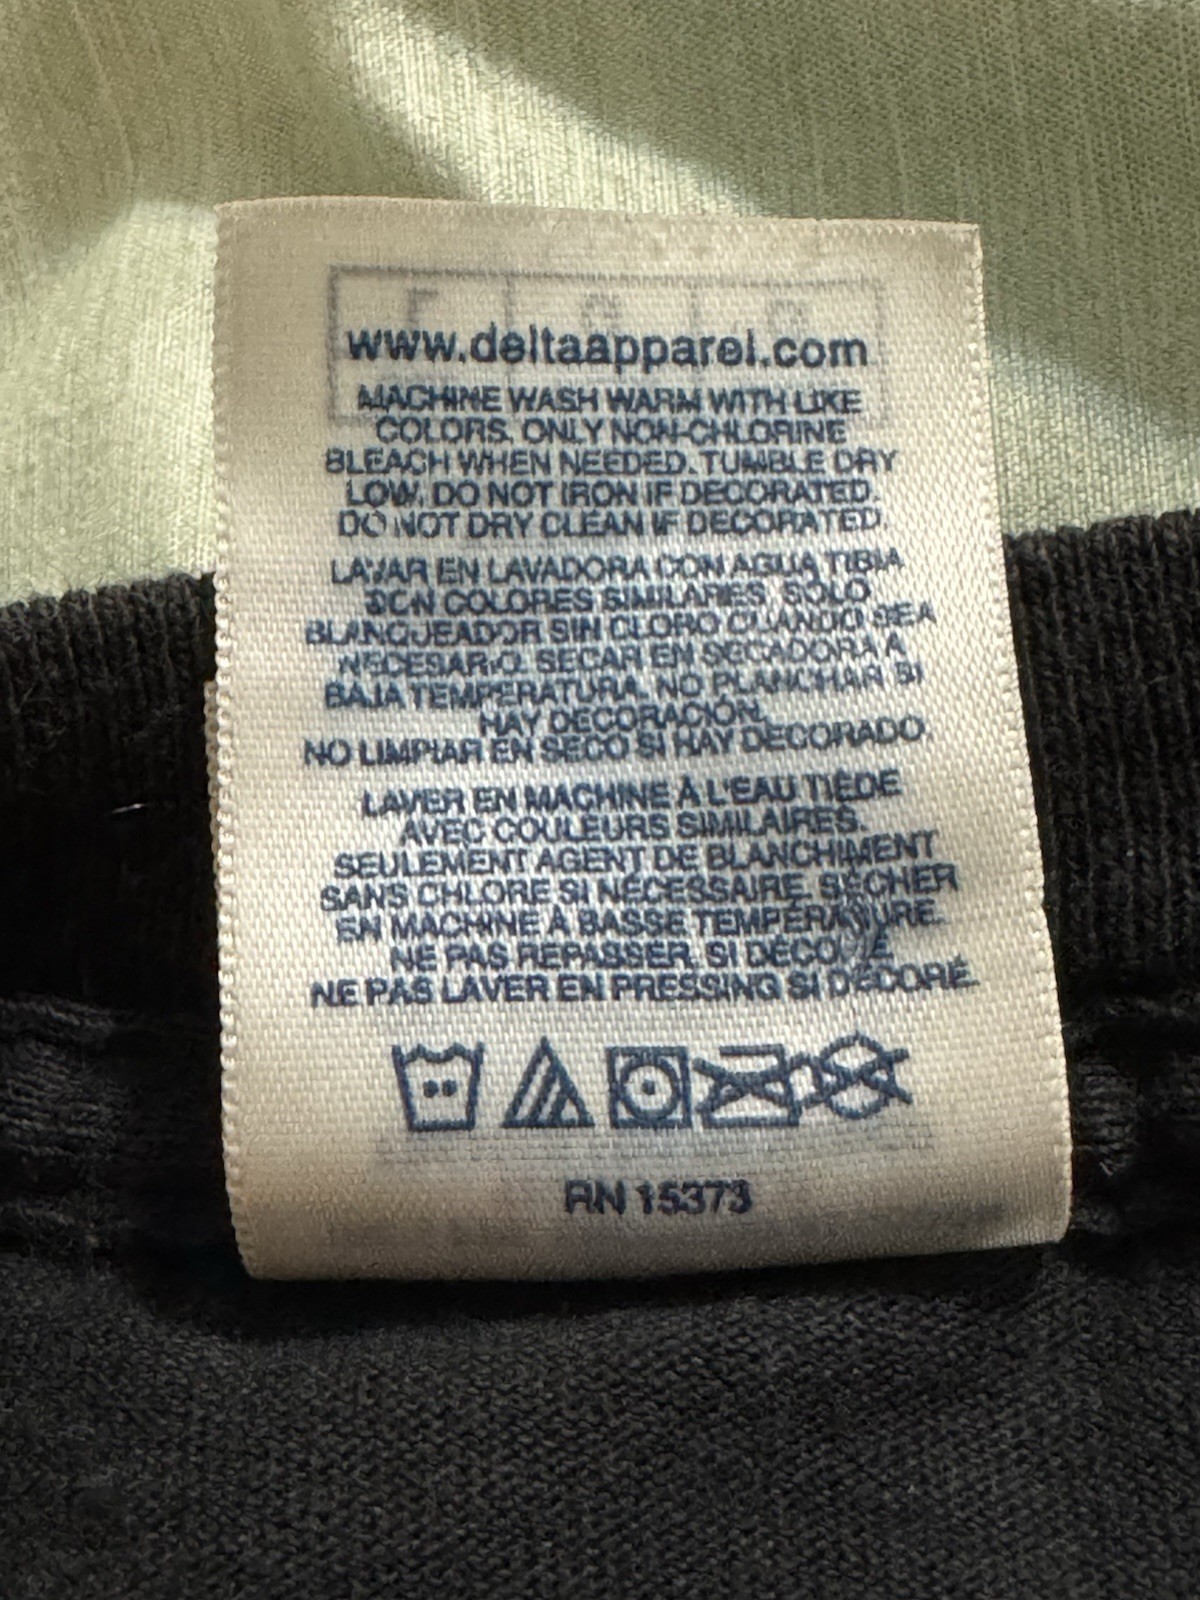 www.deltaapparel.com
MACHINE WASH WARM WITH LIKE
COLORS. ONLY NON-CHLORINE
BLEACH WHEN NEEDED. TUMBLE DRY
LOW. DO NOT IRON IF DECORATED.
DO NOT DRY CLEAN IF DECORATED.
LAVAR EN LAVADORA CON AGUA TIBIA
CON COLORES SIMILARES. SOLO
BLANQUEADOR SIN CLORO CUANDO SEA
NECESARIO. SECAR EN SECADORA A
BAJA TEMPERATURA. NO PLANCHAR SI
HAY DECORACIÓN.
NO LIMPIAR EN SECO SI HAY DECORADO.
LAVER EN MACHINE À L'EAU TIÈDE
AVEC COULEURS SIMILAIRES.
SEULEMENT AGENT DE BLANCHIMENT
SANS CHLORE SI NÉCESSAIRE. SÉCHER
EN MACHINE À BASSE TEMPÉRATURE.
NE PAS REPASSER SI
NE PAS LAVER EN PRESSING SI DÉCORÉ.
RN 15373